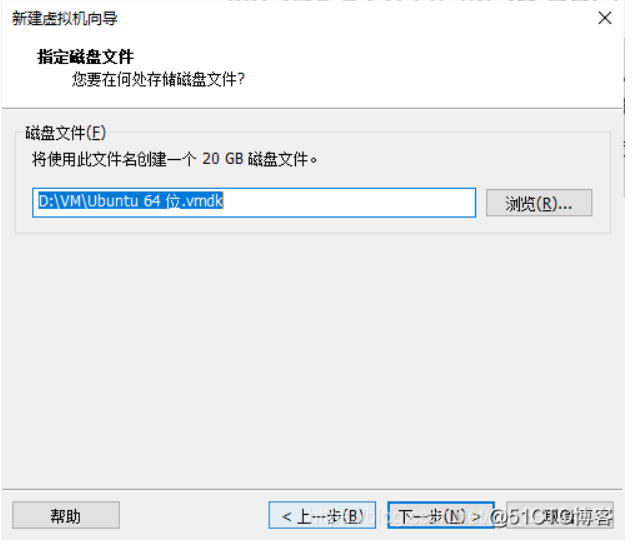 新建虚拟机向导
指定磁盘文件
您要在何处存储磁盘文件?
磁盘文件(F)
将使用此文件名创建一个 20 GB 磁盘文件。
D:\VM\Ubuntu 64 位.vmdk
浏览(R)...
帮助
< 上一步(B)
下一步(N) >
取消
@51CTO博客